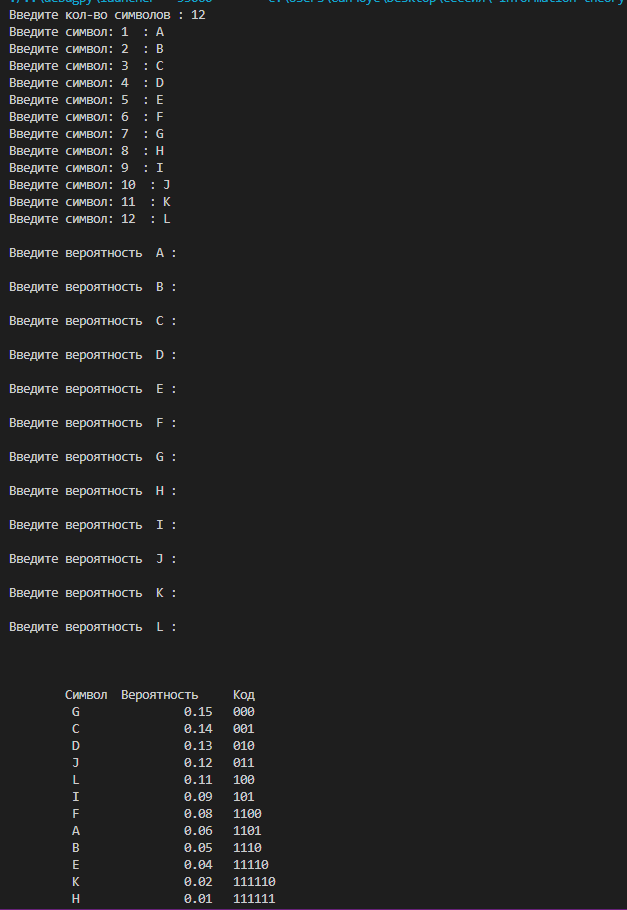 Введите кол-во символов : 12
Введите символ: 1  : A
Введите символ: 2  : B
Введите символ: 3  : C
Введите символ: 4  : D
Введите символ: 5  : E
Введите символ: 6  : F
Введите символ: 7  : G
Введите символ: 8  : H
Введите символ: 9  : I
Введите символ: 10  : J
Введите символ: 11  : K
Введите символ: 12  : L
Введите вероятность  A :
Введите вероятность  B :
Введите вероятность  C :
Введите вероятность  D :
Введите вероятность  E :
Введите вероятность  F :
Введите вероятность  G :
Введите вероятность  H :
Введите вероятность  I :
Введите вероятность  J :
Введите вероятность  K :
Введите вероятность  L :
Символ  Вероятность  Код
G  0.15  000
C  0.14  001
D  0.13  010
J  0.12  011
L  0.11  100
I  0.09  101
F  0.08  1100
A  0.06  1101
B  0.05  1110
E  0.04  11110
K  0.02  111110
H  0.01  111111